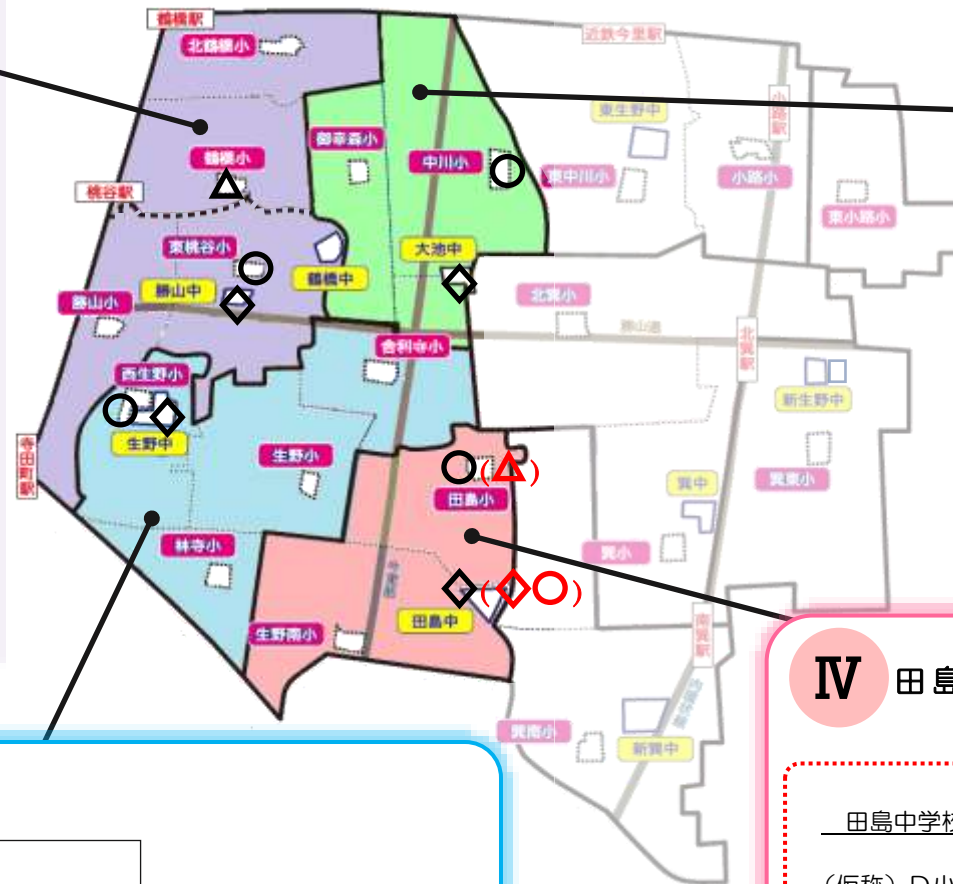 鶴橋駅
北鶴橋小
近鉄今里駅
小路駅
東生野中
御幸森小
中川小
鶴橋小
東中川小
小路小
桃谷駅
東小路小
東桃谷小
大池中
鶴橋中
勝山中
勝山小
北巽小
勝山通
北巽駅
舎利寺小
西生野小
新生野中
生野中
生野小
寺田町駅
(△)
田島小
巽中
巽東小
林寺小
巽小
(◇○)
田島中
生野南小
南巽駅
Ⅳ 田島
巽南小
新巽中
田島中学校
(仮称)D小